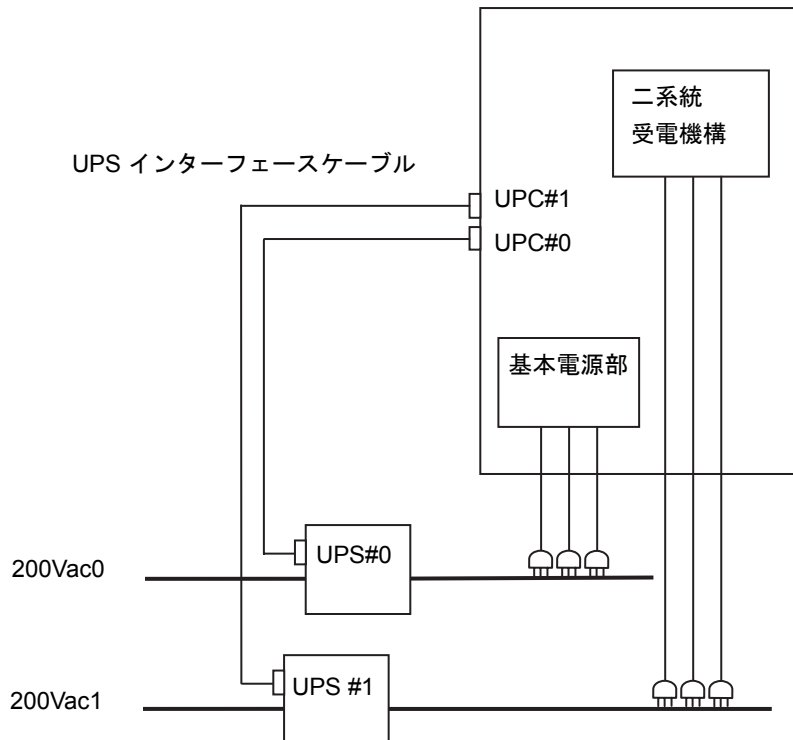 二系統
受電機構
UPS インターフェースケーブル
UPC#1
UPC#0
基本電源部
UPS#0
200Vac0
UPS #1
200Vac1